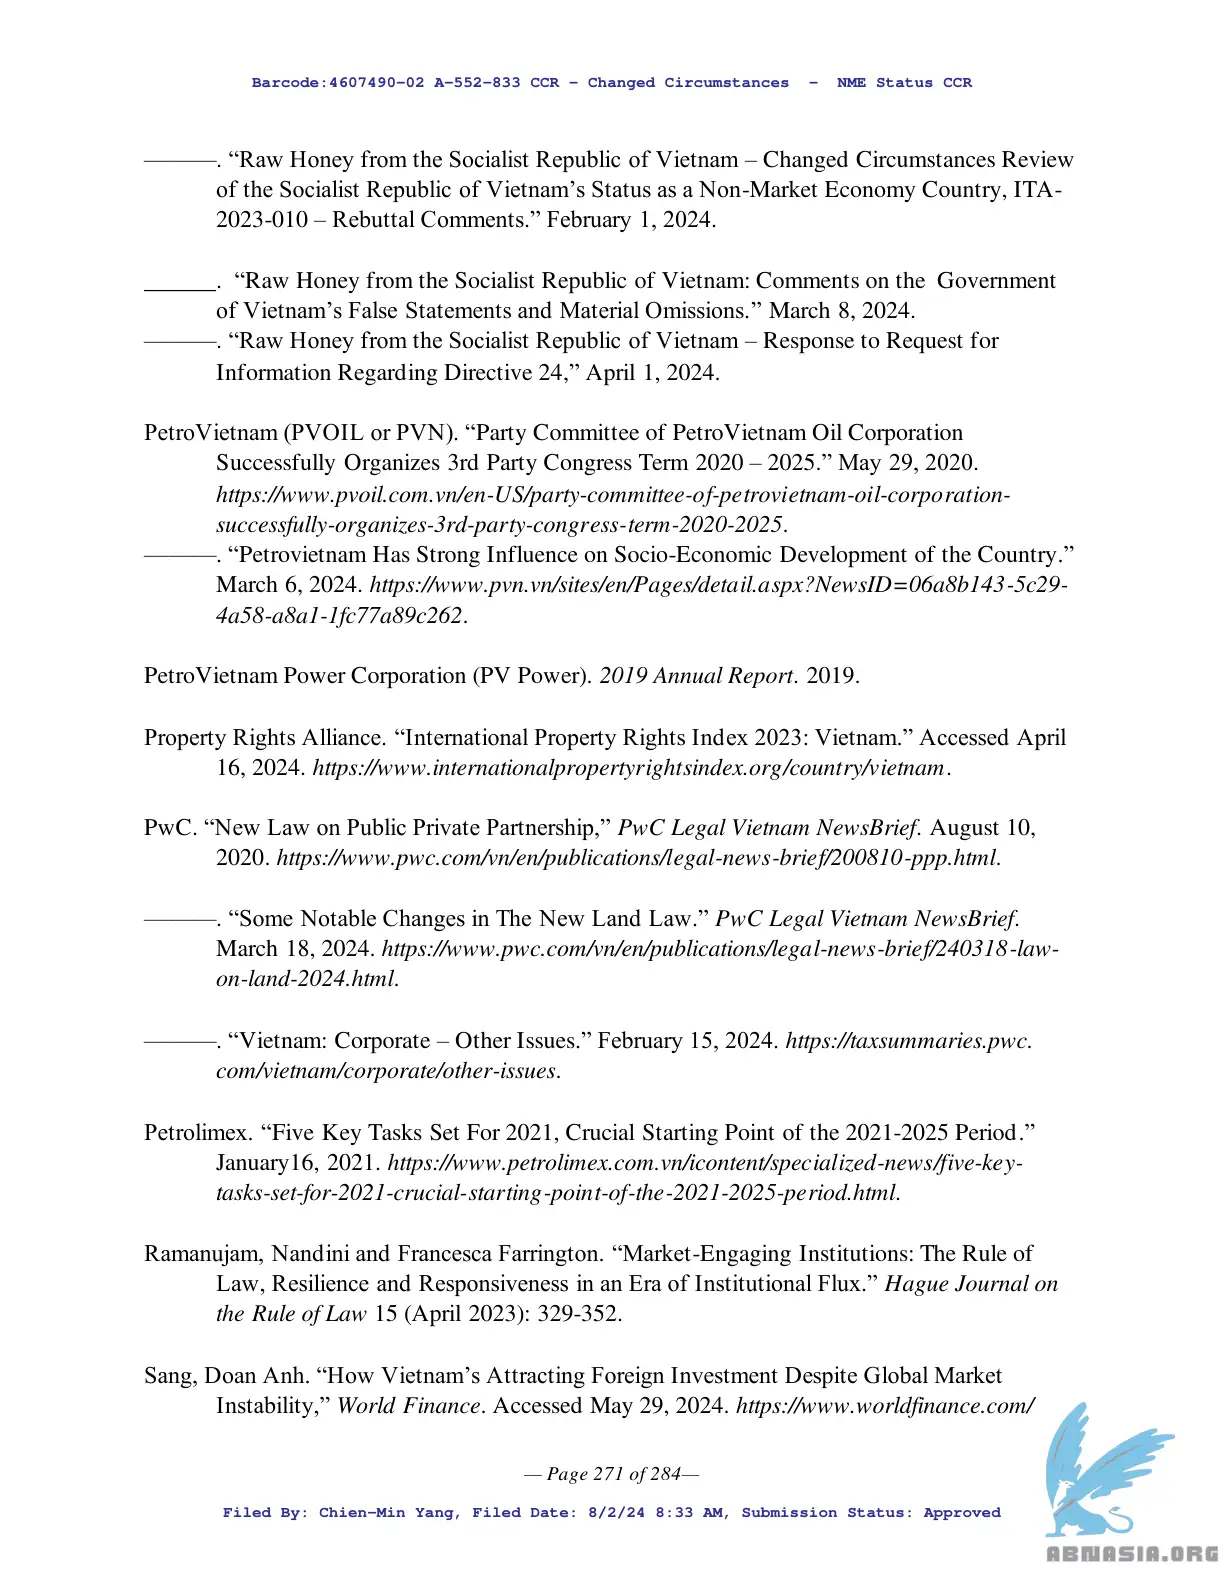 Barcode:4607490-02 A-552-833 CCR - Changed Circumstances - NME Status CCR
———. “Raw Honey from the Socialist Republic of Vietnam – Changed Circumstances Review
of the Socialist Republic of Vietnam’s Status as a Non-Market Economy Country, ITA-
2023-010 – Rebuttal Comments.” February 1, 2024.
______. “Raw Honey from the Socialist Republic of Vietnam: Comments on the Government
of Vietnam’s False Statements and Material Omissions.” March 8, 2024.
———. “Raw Honey from the Socialist Republic of Vietnam – Response to Request for
Information Regarding Directive 24,” April 1, 2024.
PetroVietnam (PVOIL or PVN). “Party Committee of PetroVietnam Oil Corporation
Successfully Organizes 3rd Party Congress Term 2020 – 2025.” May 29, 2020.
https://www.pvoil.com.vn/en-US/party-committee-of-petrovietnam-oil-corporation-
successfully-organizes-3rd-party-congress-term-2020-2025.
———. “Petrovietnam Has Strong Influence on Socio-Economic Development of the Country.”
March 6, 2024. https://www.pvn.vn/sites/en/Pages/detail.aspx?NewsID=06a8b143-5c29-
4a58-a8a1-1fc77a89c262.
PetroVietnam Power Corporation (PV Power). 2019 Annual Report. 2019.
Property Rights Alliance. “International Property Rights Index 2023: Vietnam.” Accessed April
16, 2024. https://www.internationalpropertyrightsindex.org/country/vietnam.
PwC. “New Law on Public Private Partnership,” PwC Legal Vietnam NewsBrief. August 10,
2020. https://www.pwc.com/vn/en/publications/legal-news-brief/200810-ppp.html.
———. “Some Notable Changes in The New Land Law.” PwC Legal Vietnam NewsBrief.
March 18, 2024. https://www.pwc.com/vn/en/publications/legal-news-brief/240318-law-
on-land-2024.html.
———. “Vietnam: Corporate – Other Issues.” February 15, 2024. https://taxsummaries.pwc.
com/vietnam/corporate/other-issues.
Petrolimex. “Five Key Tasks Set For 2021, Crucial Starting Point of the 2021-2025 Period.”
January16, 2021. https://www.petrolimex.com.vn/icontent/specialized-news/five-key-
tasks-set-for-2021-crucial-starting-point-of-the-2021-2025-period.html.
Ramanujam, Nandini and Francesca Farrington. “Market-Engaging Institutions: The Rule of
Law, Resilience and Responsiveness in an Era of Institutional Flux.” Hague Journal on
the Rule of Law 15 (April 2023): 329-352.
Sang, Doan Anh. “How Vietnam’s Attracting Foreign Investment Despite Global Market
Instability,” World Finance. Accessed May 29, 2024. https://www.worldfinance.com/
— Page 271 of 284—
Filed By: Chien-Min Yang, Filed Date: 8/2/24 8:33 AM, Submission Status: Approved
ABNASIA.ORG